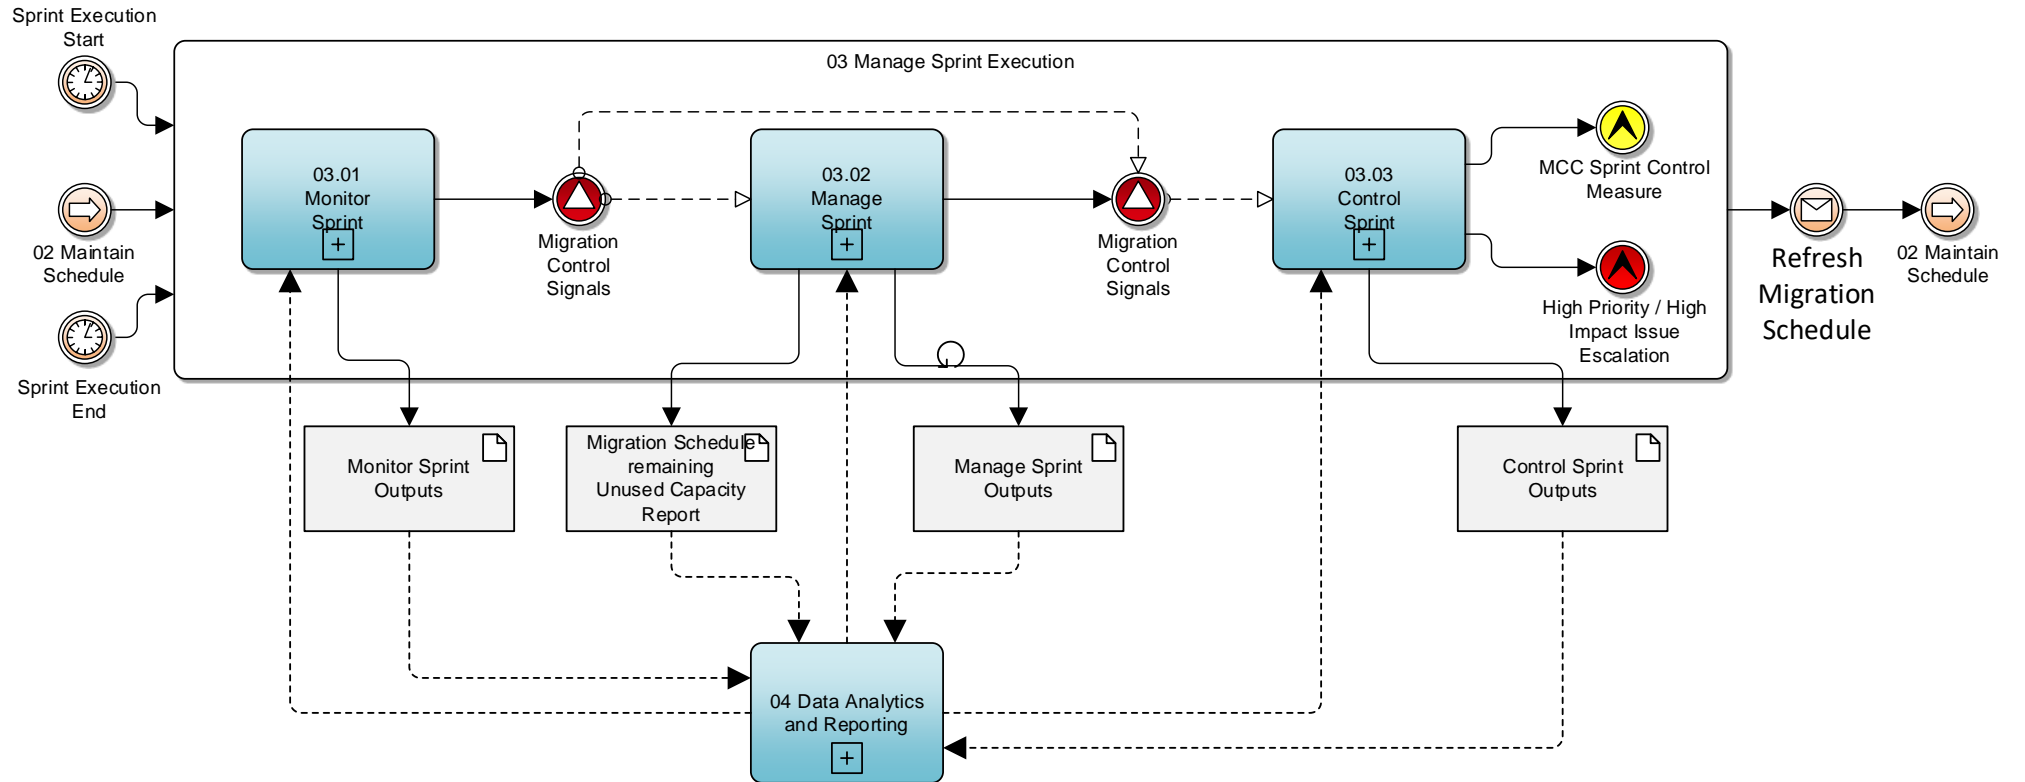 Sprint Execution
Start
03 Manage Sprint Execution
03.01
Monitor
Sprint
03.02
Manage
Sprint
03.03
Control
Sprint
MCC Sprint Control
Measure
02 Maintain
Schedule
Migration
Control
Signals
Migration
Control
Signals
High Priority / High
Impact Issue
Escalation
Refresh
Migration
Schedule
02 Maintain
Schedule
Sprint Execution
End
Monitor Sprint
Outputs
Migration Schedule
remaining
Unused Capacity
Report
Manage Sprint
Outputs
Control Sprint
Outputs
04 Data Analytics
and Reporting